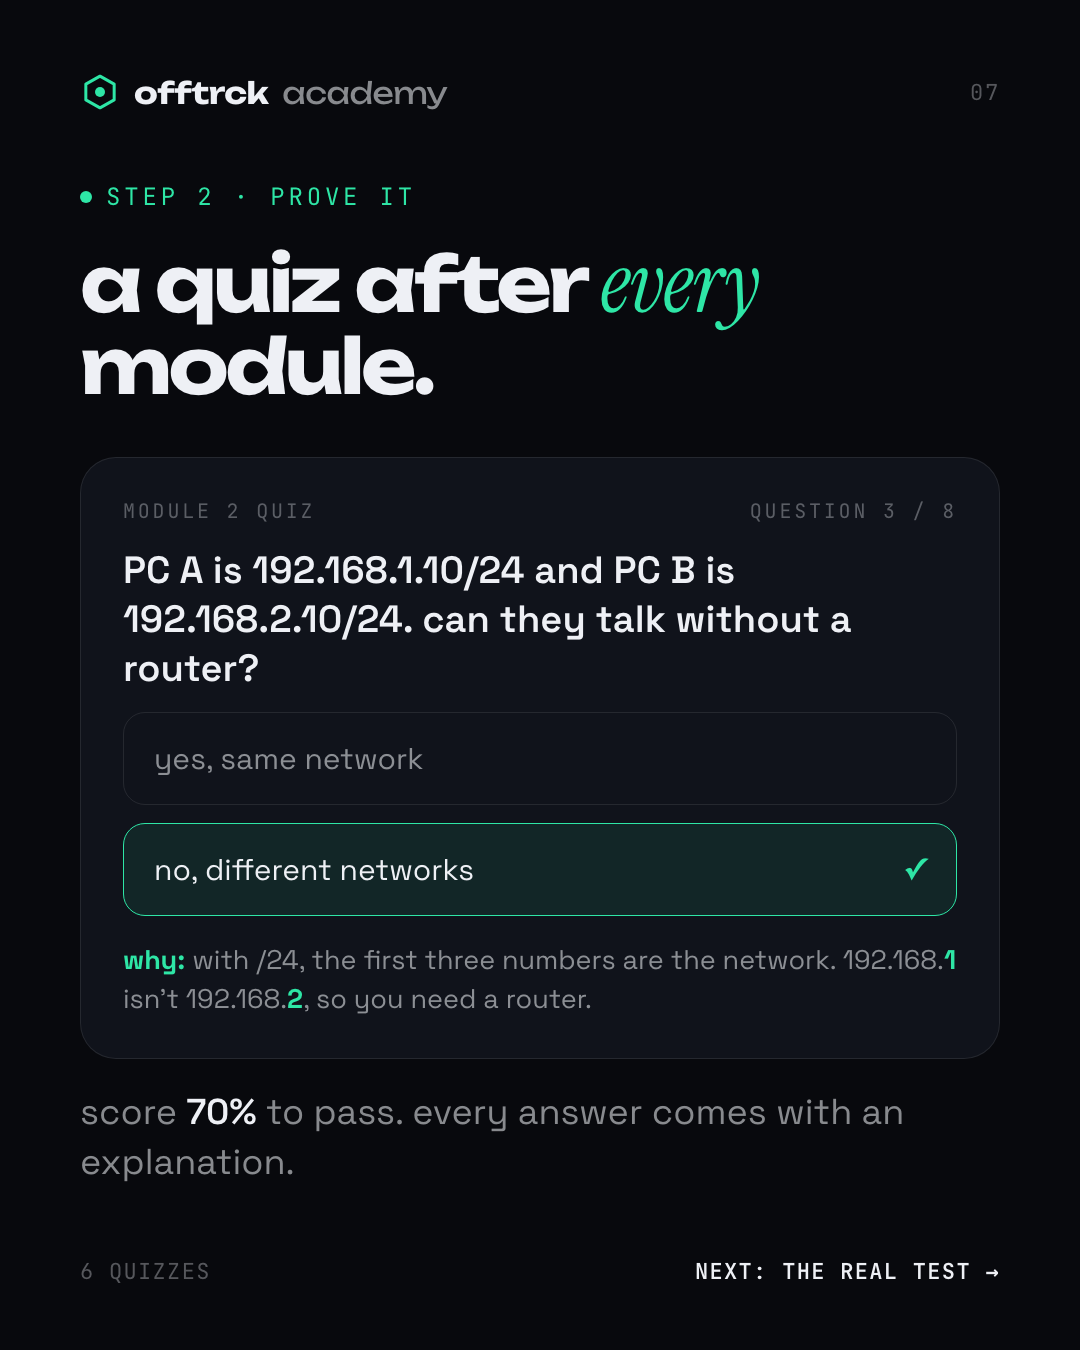 offtrck academy
07
STEP 2 · PROVE IT
a quiz after every
module.
MODULE 2 QUIZ
QUESTION 3 / 8
PC A is 192.168.1.10/24 and PC B is
192.168.2.10/24. can they talk without a
router?
yes, same network
no, different networks ✓
why: with /24, the first three numbers are the network. 192.168.1
isn't 192.168.2, so you need a router.
score 70% to pass. every answer comes with an
explanation.
6 QUIZZES
NEXT: THE REAL TEST →